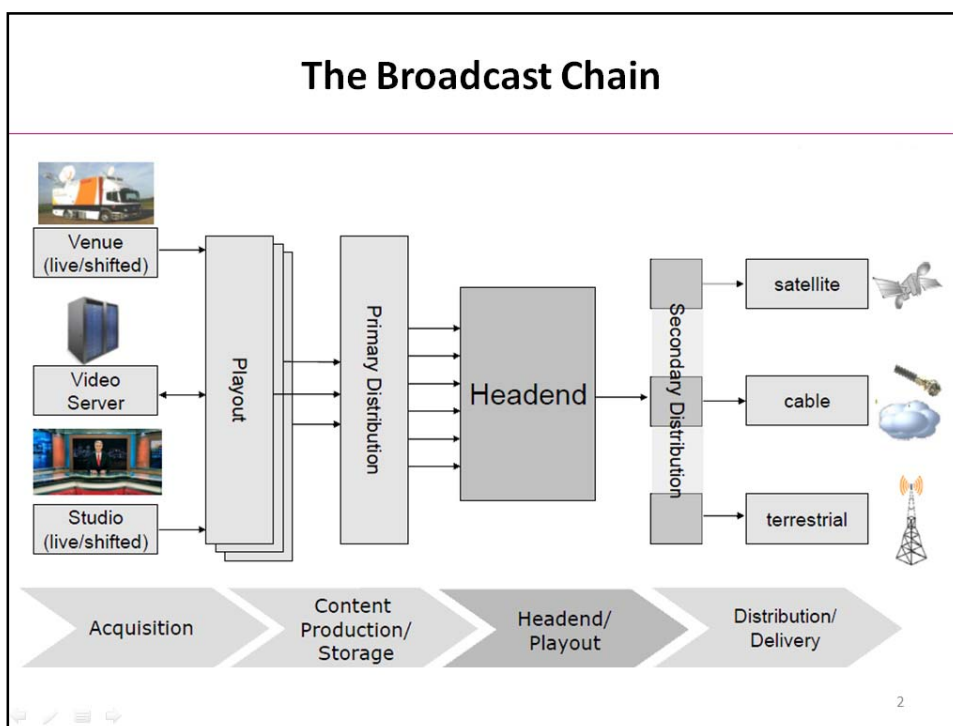 The Broadcast Chain
Venue
(live/shifted)
Video
Server
Studio
(live/shifted)
Playout
Primary Distribution
Headend
Secondary Distribution
satellite
cable
terrestrial
Acquisition
Content
Production/
Storage
Headend/
Playout
Distribution/
Delivery
2